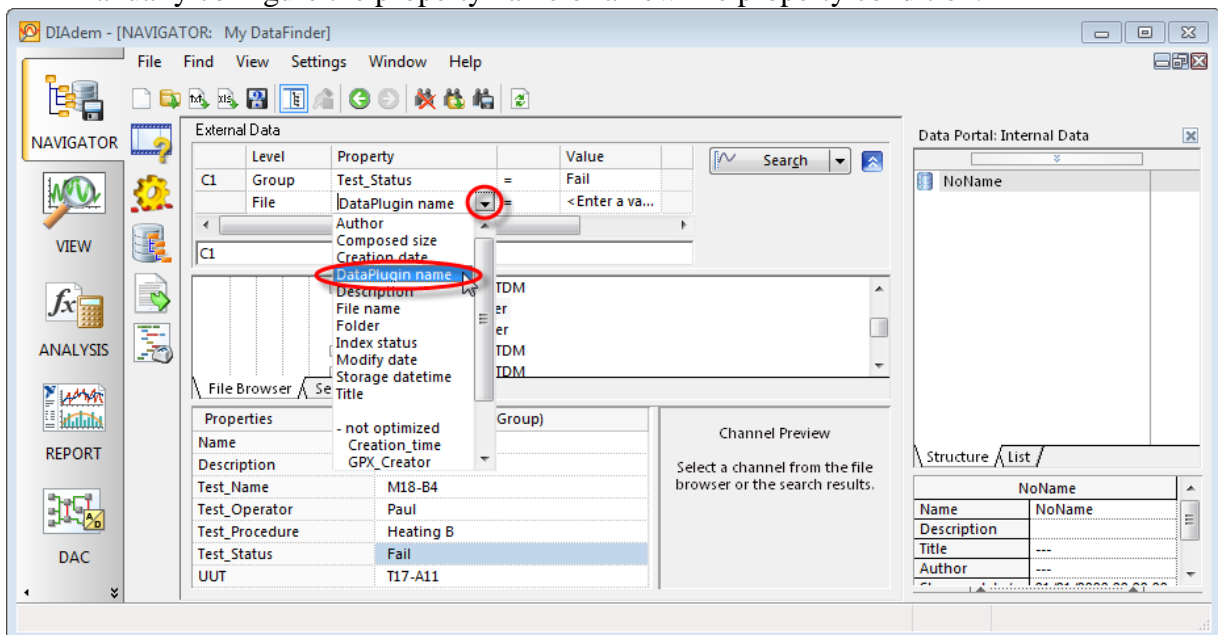 DIAdem - [NAVIGATOR: My DataFinder]
File Find View Settings Window Help
NAVIGATOR
VIEW
ANALYSIS
REPORT
DAC
External Data
Level Property Value
C1 Group Test_Status = Fail
File DataPlugin name = <Enter a va...
C1
Search
Author
Composed size
Creation date
DataPlugin name
Description
File name
Folder
Index status
Modify date
Storage datetime
Title
- not optimized
Creation_time
GPX_Creator
TDM
er
er
TDM
TDM
File Browser Se
Properties Group)
Name
Description
Test_Name M18-B4
Test_Operator Paul
Test_Procedure Heating B
Test_Status Fail
UUT T17-A11
Channel Preview
Select a channel from the file
browser or the search results.
Data Portal: Internal Data
NoName
Structure List
NoName
Name NoName
Description
Title ---
Author ---